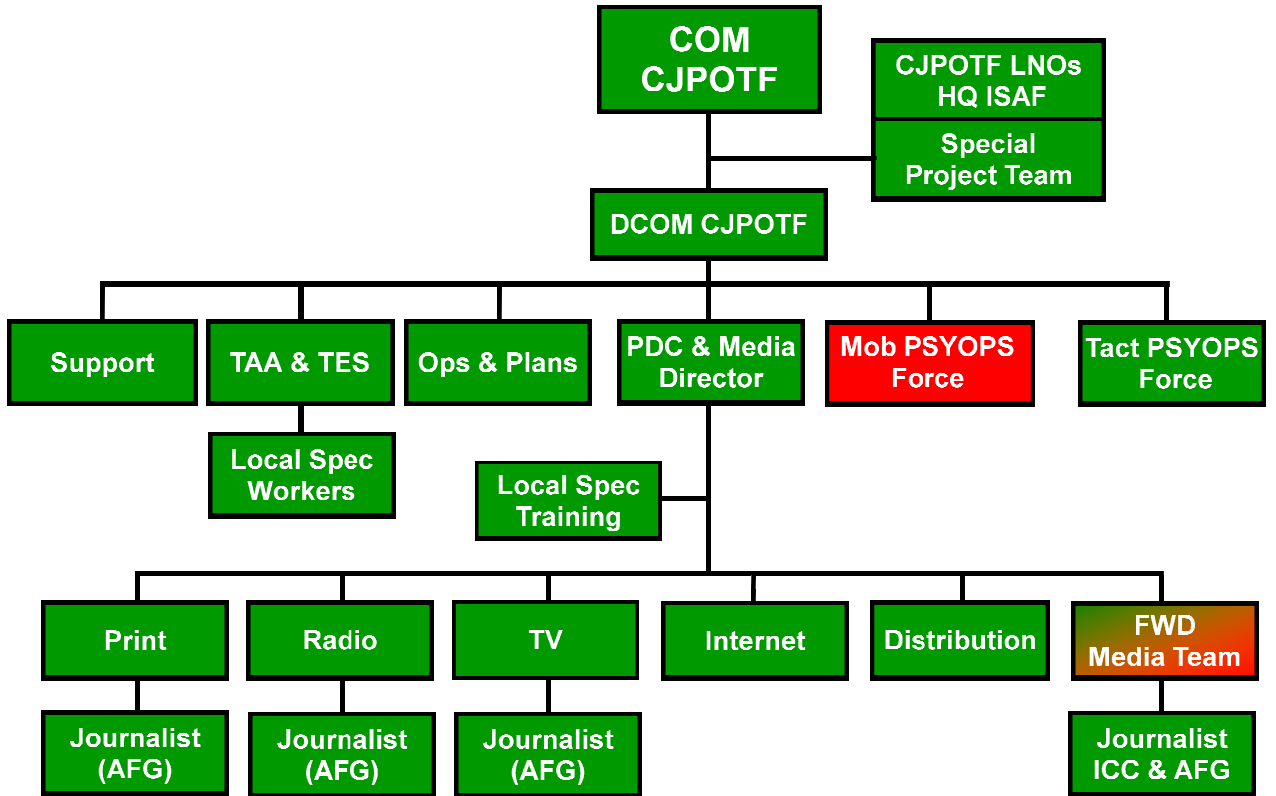 COM
CJPOTF
CJPOTF LNOs
HQ ISAF
Special
Project Team
DCOM CJPOTF
Support
TAA & TES
Ops & Plans
PDC & Media
Director
Mob PSYOPS
Force
Tact PSYOPS
Force
Local Spec
Workers
Local Spec
Training
Print
Radio
TV
Internet
Distribution
FWD
Media Team
Journalist
(AFG)
Journalist
(AFG)
Journalist
(AFG)
Journalist
ICC & AFG